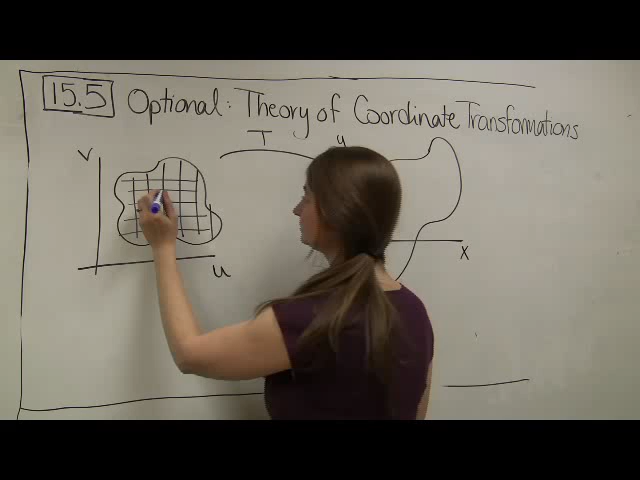 15.5 Optional: Theory of Coordinate Transformations
T
y
v
u
x